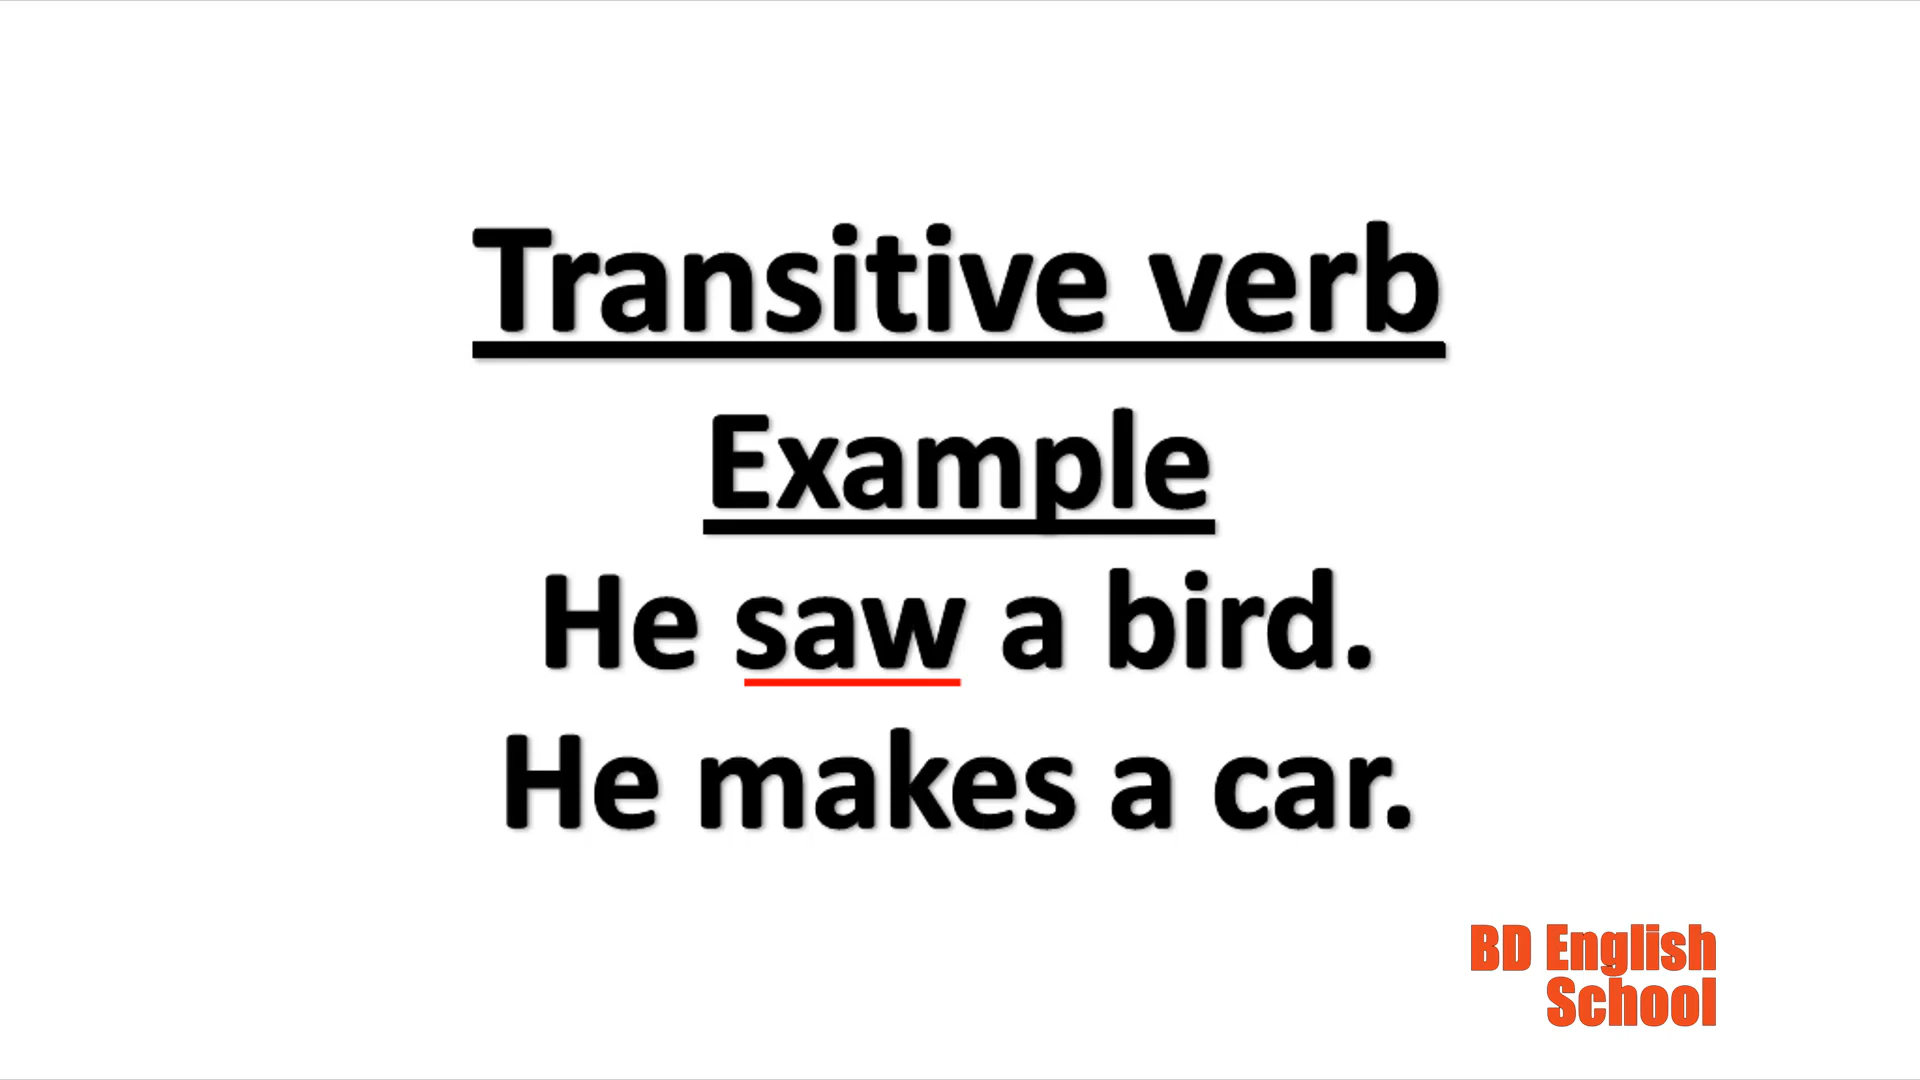 Transitive verb
Example
He saw a bird.
He makes a car.
BD English
School